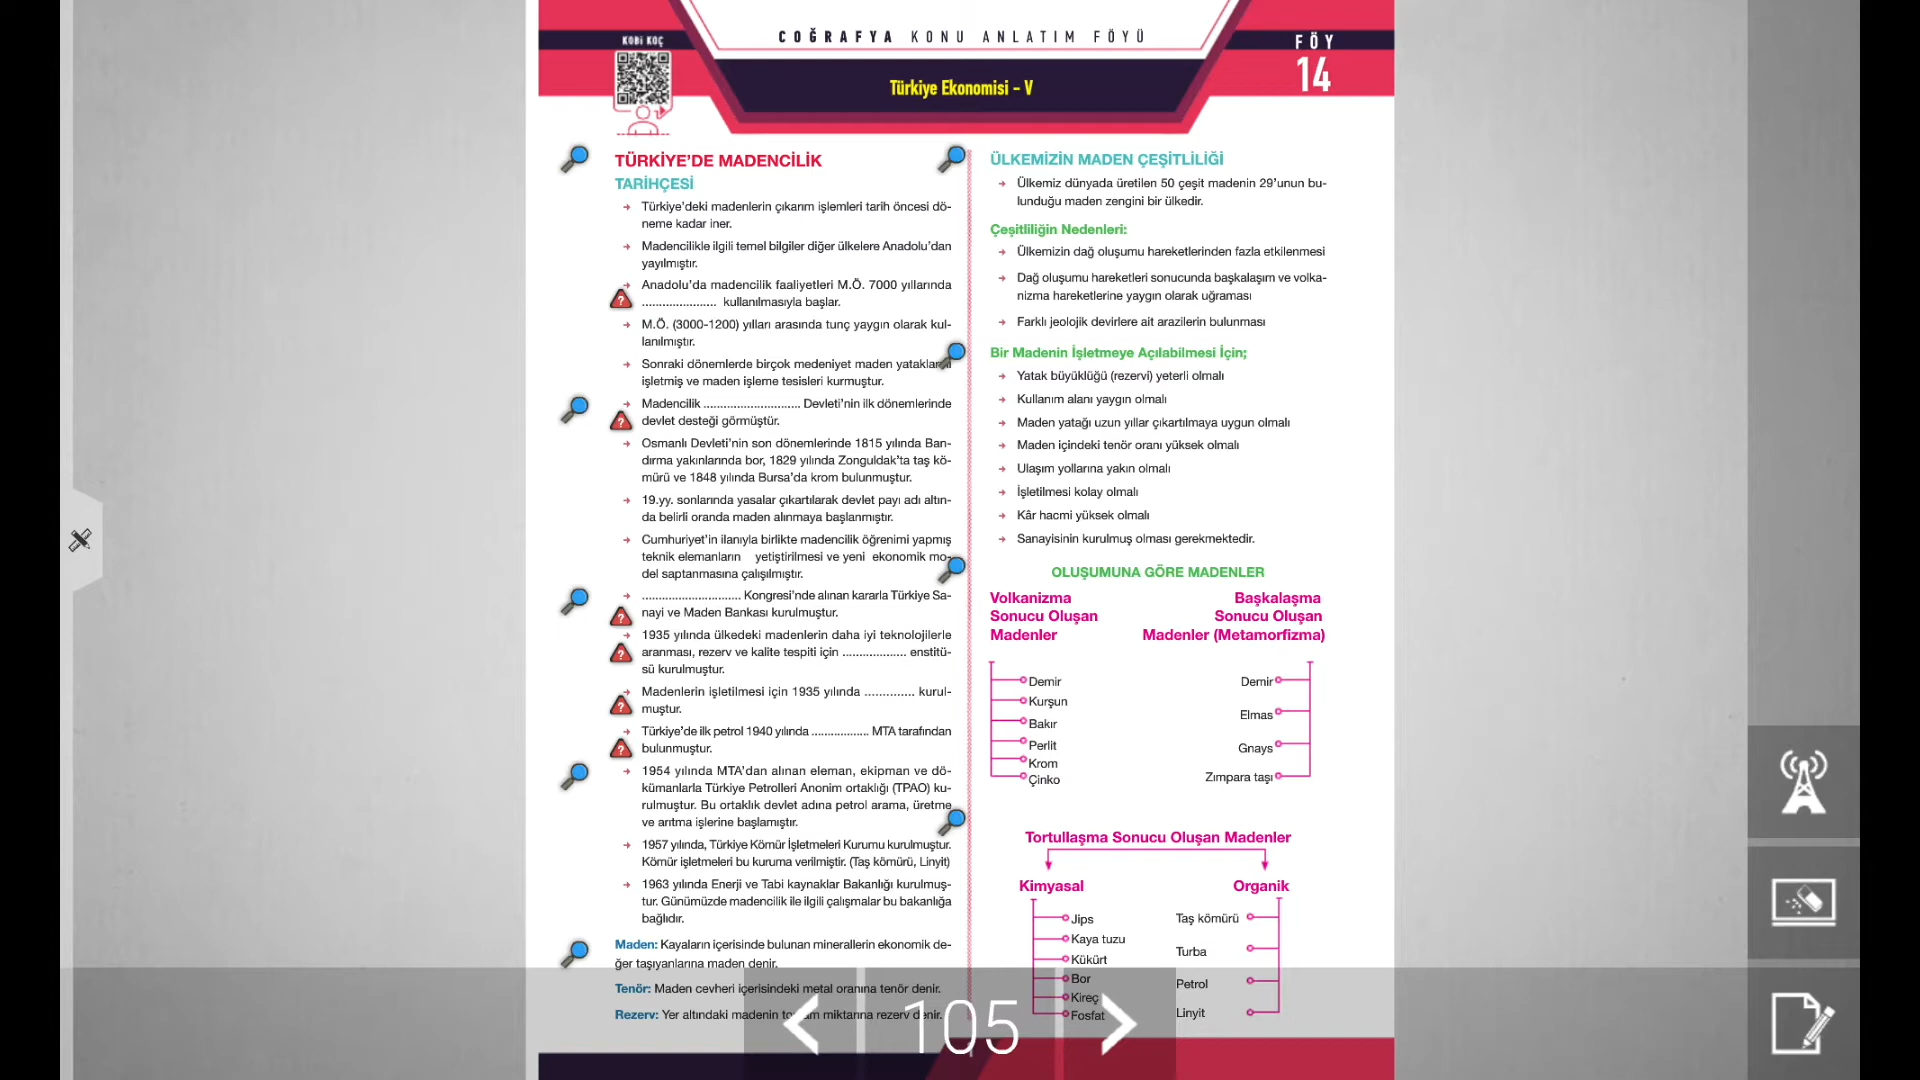 KOBİ KOÇ
COĞRAFYA KONU ANLATIM FÖYÜ
FÖY
14
Türkiye Ekonomisi – V
TÜRKİYE’DE MADENCİLİK
TARİHÇESİ
Türkiye’deki madenlerin çıkarım işlemleri tarih öncesi dö-
neme kadar iner.
Madencilikle ilgili temel bilgiler diğer ülkelere Anadolu’dan
yayılmıştır.
Anadolu’da madencilik faaliyetleri M.Ö. 7000 yıllarında
...................... kullanılmasıyla başlar.
M.Ö. (3000-1200) yılları arasında tunç yaygın olarak kul-
lanılmıştır.
Sonraki dönemlerde birçok medeniyet maden yataklarını
işletmiş ve maden işleme tesisleri kurmuştur.
Madencilik ............................. Devleti’nin ilk dönemlerinde
devlet desteği görmüştür.
Osmanlı Devleti’nin son dönemlerinde 1815 yılında Ban-
dırma yakınlarında bor, 1829 yılında Zonguldak’ta taş kö-
mürü ve 1848 yılında Bursa’da krom bulunmuştur.
19.yy. sonlarında yasalar çıkartılarak devlet payı adı altın-
da belirli oranda maden alınmaya başlanmıştır.
Cumhuriyet’in ilanıyla birlikte madencilik öğrenimi yapmış
teknik elemanların yetiştirilmesi ve yeni ekonomik mo-
del saptanmasına çalışılmıştır.
............................. Kongresi’nde alınan kararla Türkiye Sa-
nayi ve Maden Bankası kurulmuştur.
1935 yılında ülkedeki madenlerin daha iyi teknolojilerle
aranması, rezerv ve kalite tespiti için ................... enstitü-
sü kurulmuştur.
Madenlerin işletilmesi için 1935 yılında .............. kurul-
muştur.
Türkiye’de ilk petrol 1940 yılında ................. MTA tarafından
bulunmuştur.
1954 yılında MTA’dan alınan eleman, ekipman ve dö-
kümanlarla Türkiye Petrolleri Anonim ortaklığı (TPAO) ku-
rulmuştur. Bu ortaklık devlet adına petrol arama, üretme
ve arıtma işlerine başlamıştır.
1957 yılında, Türkiye Kömür İşletmeleri Kurumu kurulmuştur.
Kömür işletmeleri bu kuruma verilmiştir. (Taş kömürü, Linyit)
1963 yılında Enerji ve Tabi kaynaklar Bakanlığı kurulmuş-
tur. Günümüzde madencilik ile ilgili çalışmalar bu bakanlığa
bağlıdır.
Maden: Kayaların içerisinde bulunan minerallerin ekonomik de-
ğer taşıyanlarına maden denir.
Tenör: Maden cevheri içerisindeki metal oranına tenör denir.
Rezerv: Yer altındaki madenin toplam miktarına rezerv denir.
ÜLKEMİZİN MADEN ÇEŞİTLİLİĞİ
Ülkemiz dünyada üretilen 50 çeşit madenin 29’unun bu-
lunduğu maden zengini bir ülkedir.
Çeşitliliğin Nedenleri:
Ülkemizin dağ oluşumu hareketlerinden fazla etkilenmesi
Dağ oluşumu hareketleri sonucunda başkalaşım ve volka-
nizma hareketlerine yaygın olarak uğraması
Farklı jeolojik devirlere ait arazilerin bulunması
Bir Madenin İşletmeye Açılabilmesi İçin;
Yatak büyüklüğü (rezervi) yeterli olmalı
Kullanım alanı yaygın olmalı
Maden yatağı uzun yıllar çıkartılmaya uygun olmalı
Maden içindeki tenör oranı yüksek olmalı
Ulaşım yollarına yakın olmalı
İşletilmesi kolay olmalı
Kâr hacmi yüksek olmalı
Sanayisinin kurulmuş olması gerekmektedir.
OLUŞUMUNA GÖRE MADENLER
Volkanizma
Sonucu Oluşan
Madenler
Demir
Kurşun
Bakır
Perlit
Krom
Çinko
Başkalaşma
Sonucu Oluşan
Madenler (Metamorfizma)
Demir
Elmas
Gnays
Zımpara taşı
Tortullaşma Sonucu Oluşan Madenler
Kimyasal
Jips
Kaya tuzu
Kükürt
Bor
Kireç
Fosfat
Organik
Taş kömürü
Turba
Petrol
Linyit
105